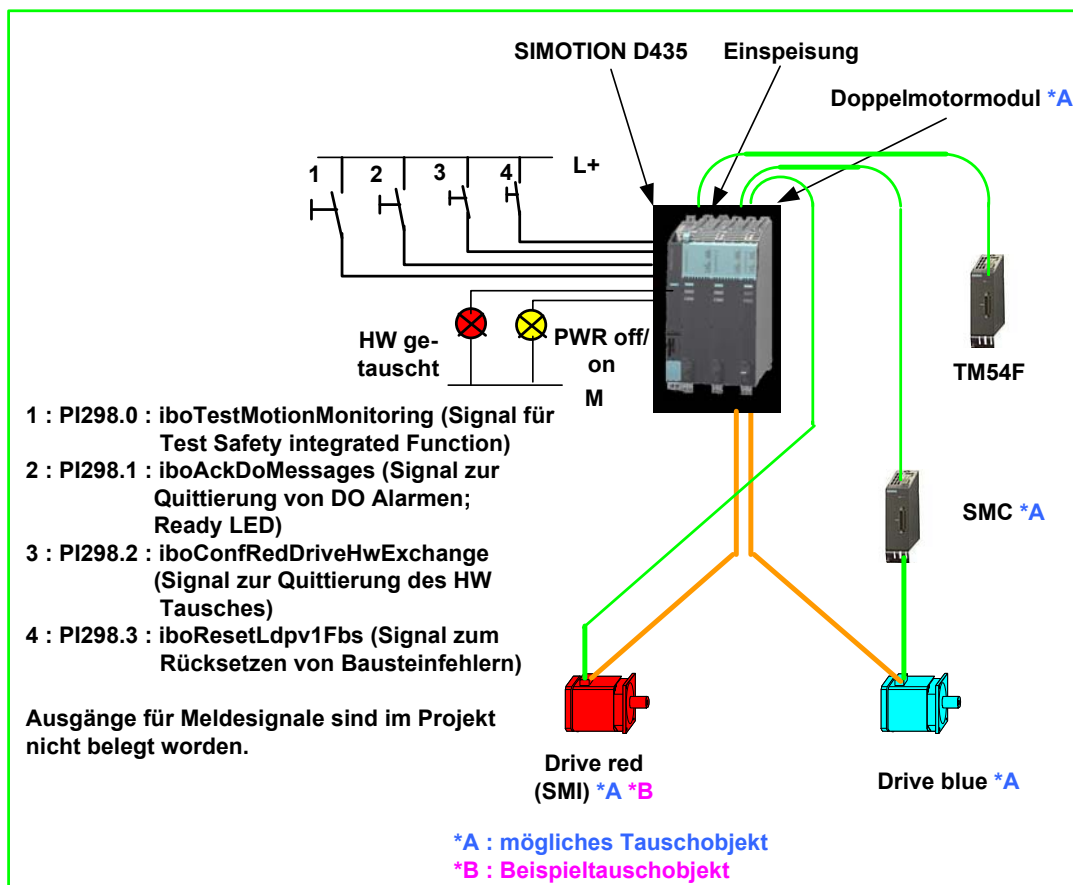 SIMOTION D435
Einspeisung
Doppelmotormodul *A
L+
1
2
3
4
HW ge-
tauscht
PWR off/
on
M
TM54F
1 : PI298.0 : iboTestMotionMonitoring (Signal für
Test Safety integrated Function)
2 : PI298.1 : iboAckDoMessages (Signal zur
Quittierung von DO Alarmen;
Ready LED)
3 : PI298.2 : iboConfRedDriveHwExchange
(Signal zur Quittierung des HW
Tausches)
4 : PI298.3 : iboResetLdpv1Fbs (Signal zum
Rücksetzen von Bausteinfehlern)
SMC *A
Ausgänge für Meldesignale sind im Projekt
nicht belegt worden.
Drive red
(SMI) *A *B
Drive blue *A
*A : mögliches Tauschobjekt
*B : Beispieltauschobjekt